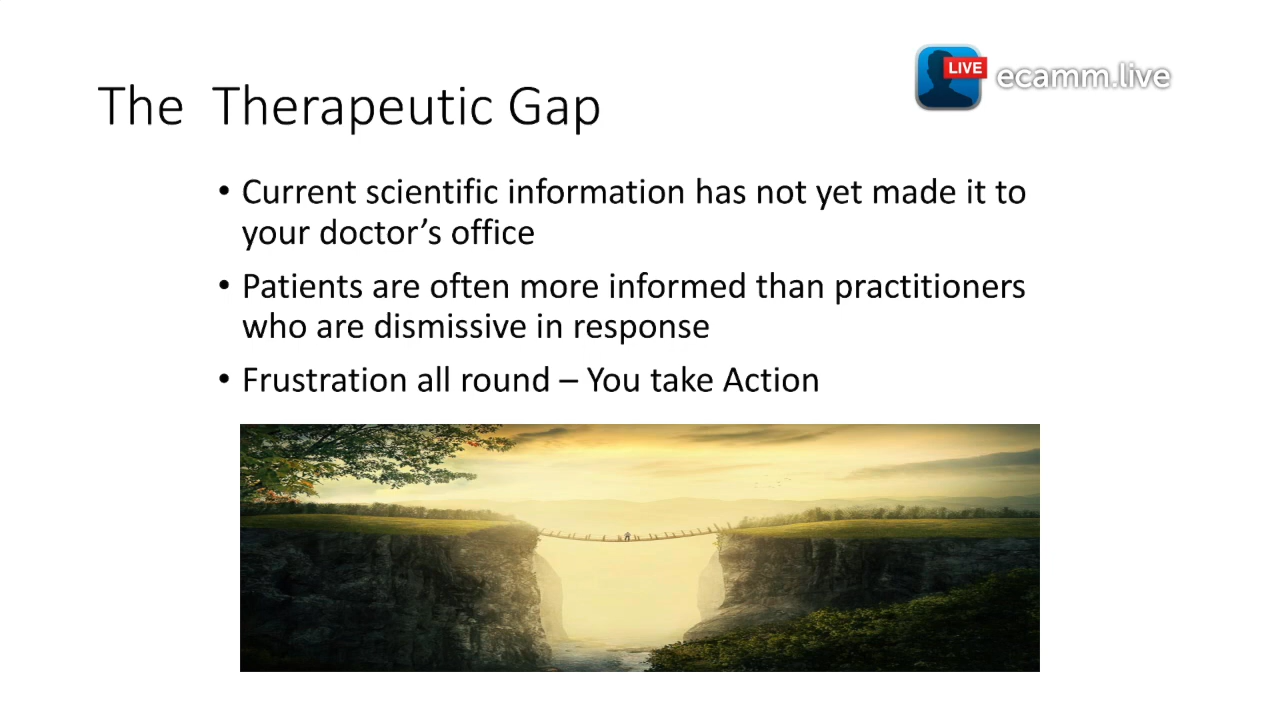 LIVE ecamm.live
The Therapeutic Gap
• Current scientific information has not yet made it to
your doctor’s office
• Patients are often more informed than practitioners
who are dismissive in response
• Frustration all round – You take Action